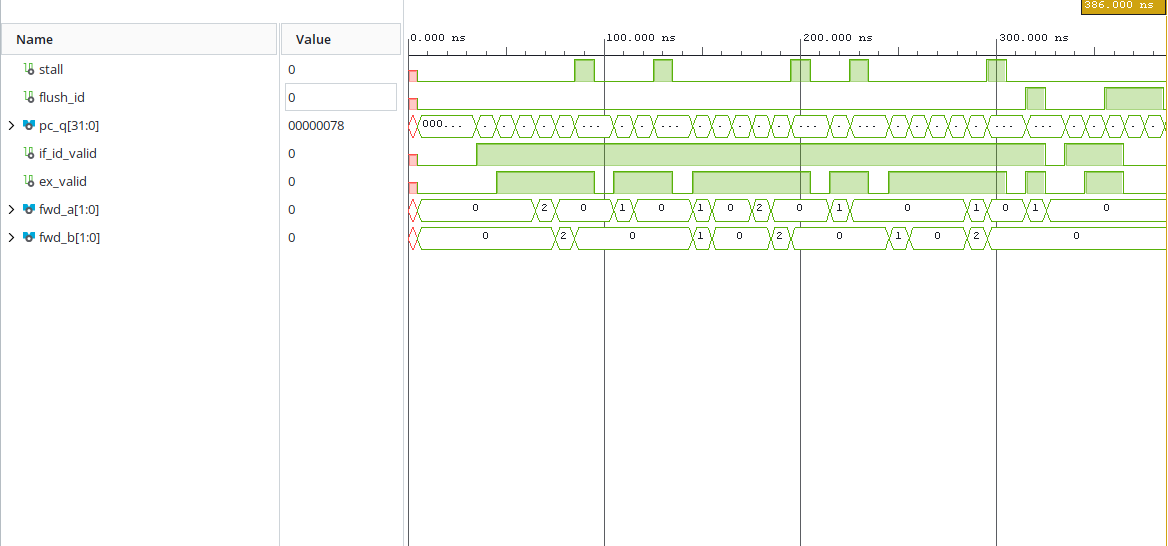 386.000 ns
Name Value 0.000 ns 100.000 ns 200.000 ns 300.000 ns
stall 0
flush_id 0
pc_q[31:0] 00000078 000... . . . . . ... . . ... . . . . . ... . ... . . . . . ... ... . . . . .
if_id_valid 0
ex_valid 0
fwd_a[1:0] 0 0 2 0 1 0 1 0 2 0 1 0 1 0 1 0
fwd_b[1:0] 0 0 2 0 1 0 2 0 1 0 2 0